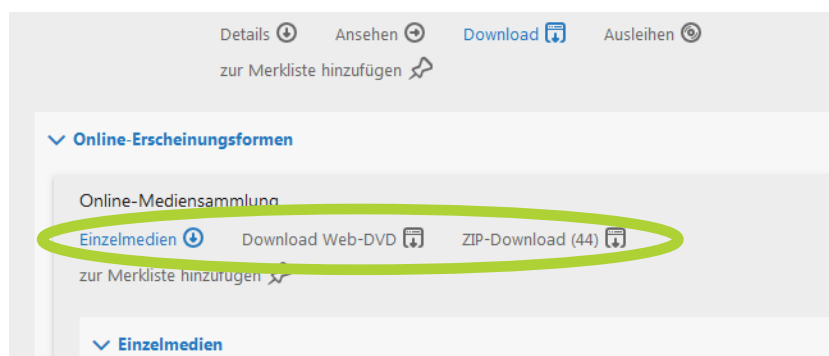 Details Ansehen Download Ausleihen
zur Merkliste hinzufügen
Online-Erscheinungsformen
Online-Mediensammlung
Einzelmedien Download Web-DVD ZIP-Download (44)
zur Merkliste hinzufügen
Einzelmedien